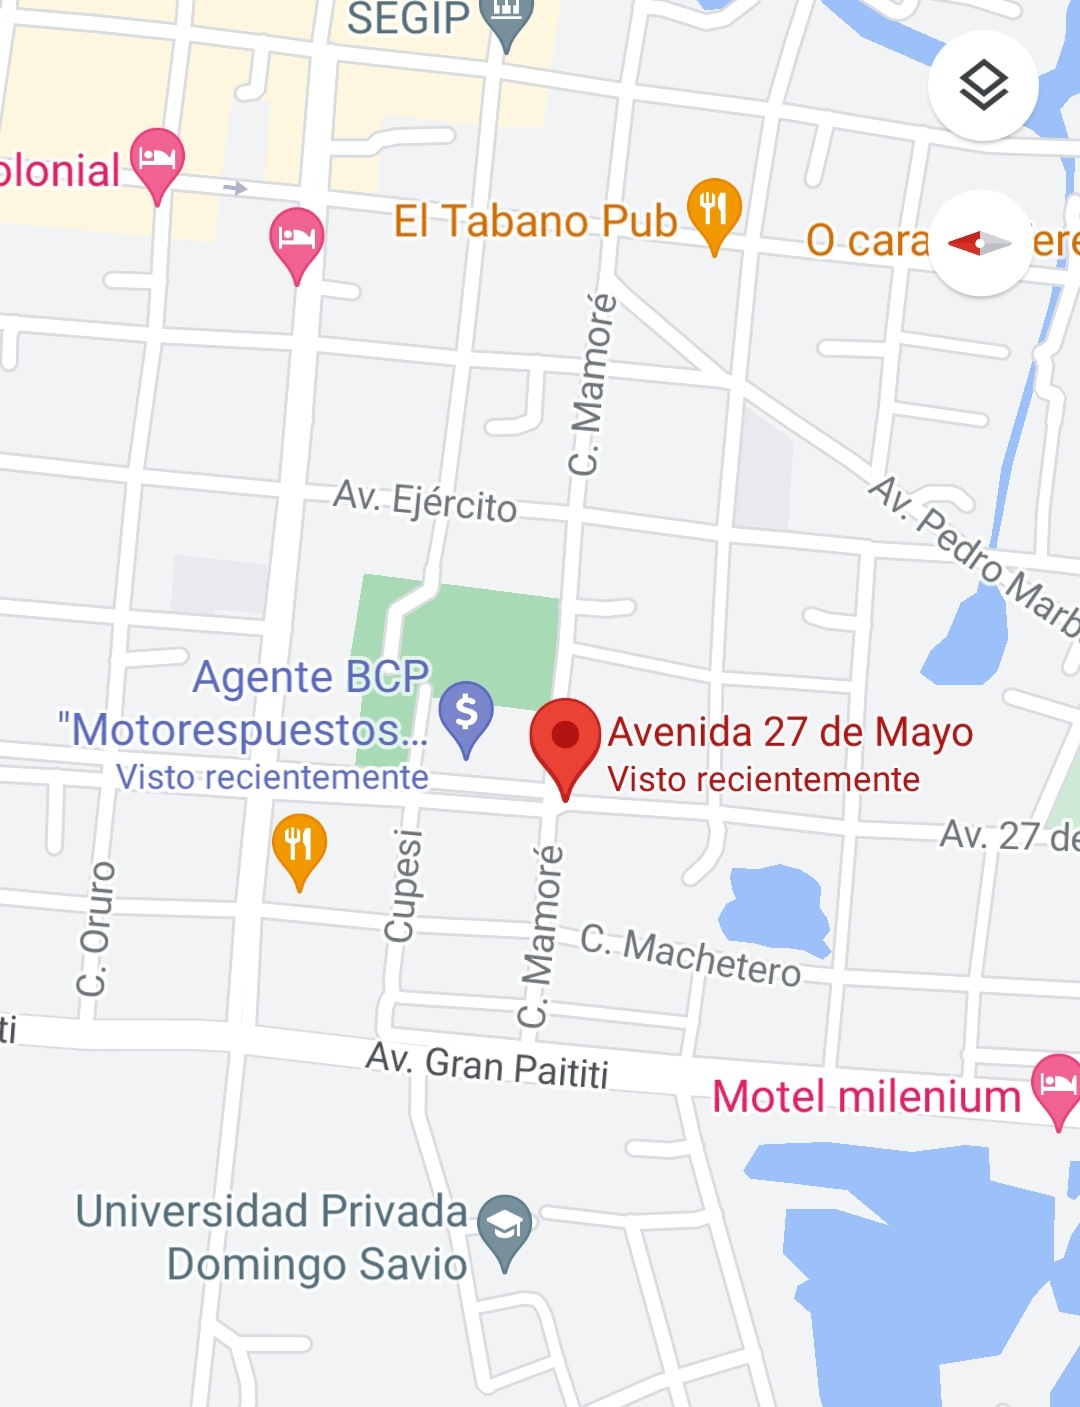 SEGIP
olonial
El Tabano Pub
O cara
ere
C. Mamoré
Av. Ejército
Av. Pedro Marb
Agente BCP
"Motorespuestos...
Visto recientemente
Avenida 27 de Mayo
Visto recientemente
Av. 27 de
C. Oruro
Cupesi
C. Mamoré
C. Machetero
ti
Av. Gran Paititi
Motel milenium
Universidad Privada
Domingo Savio